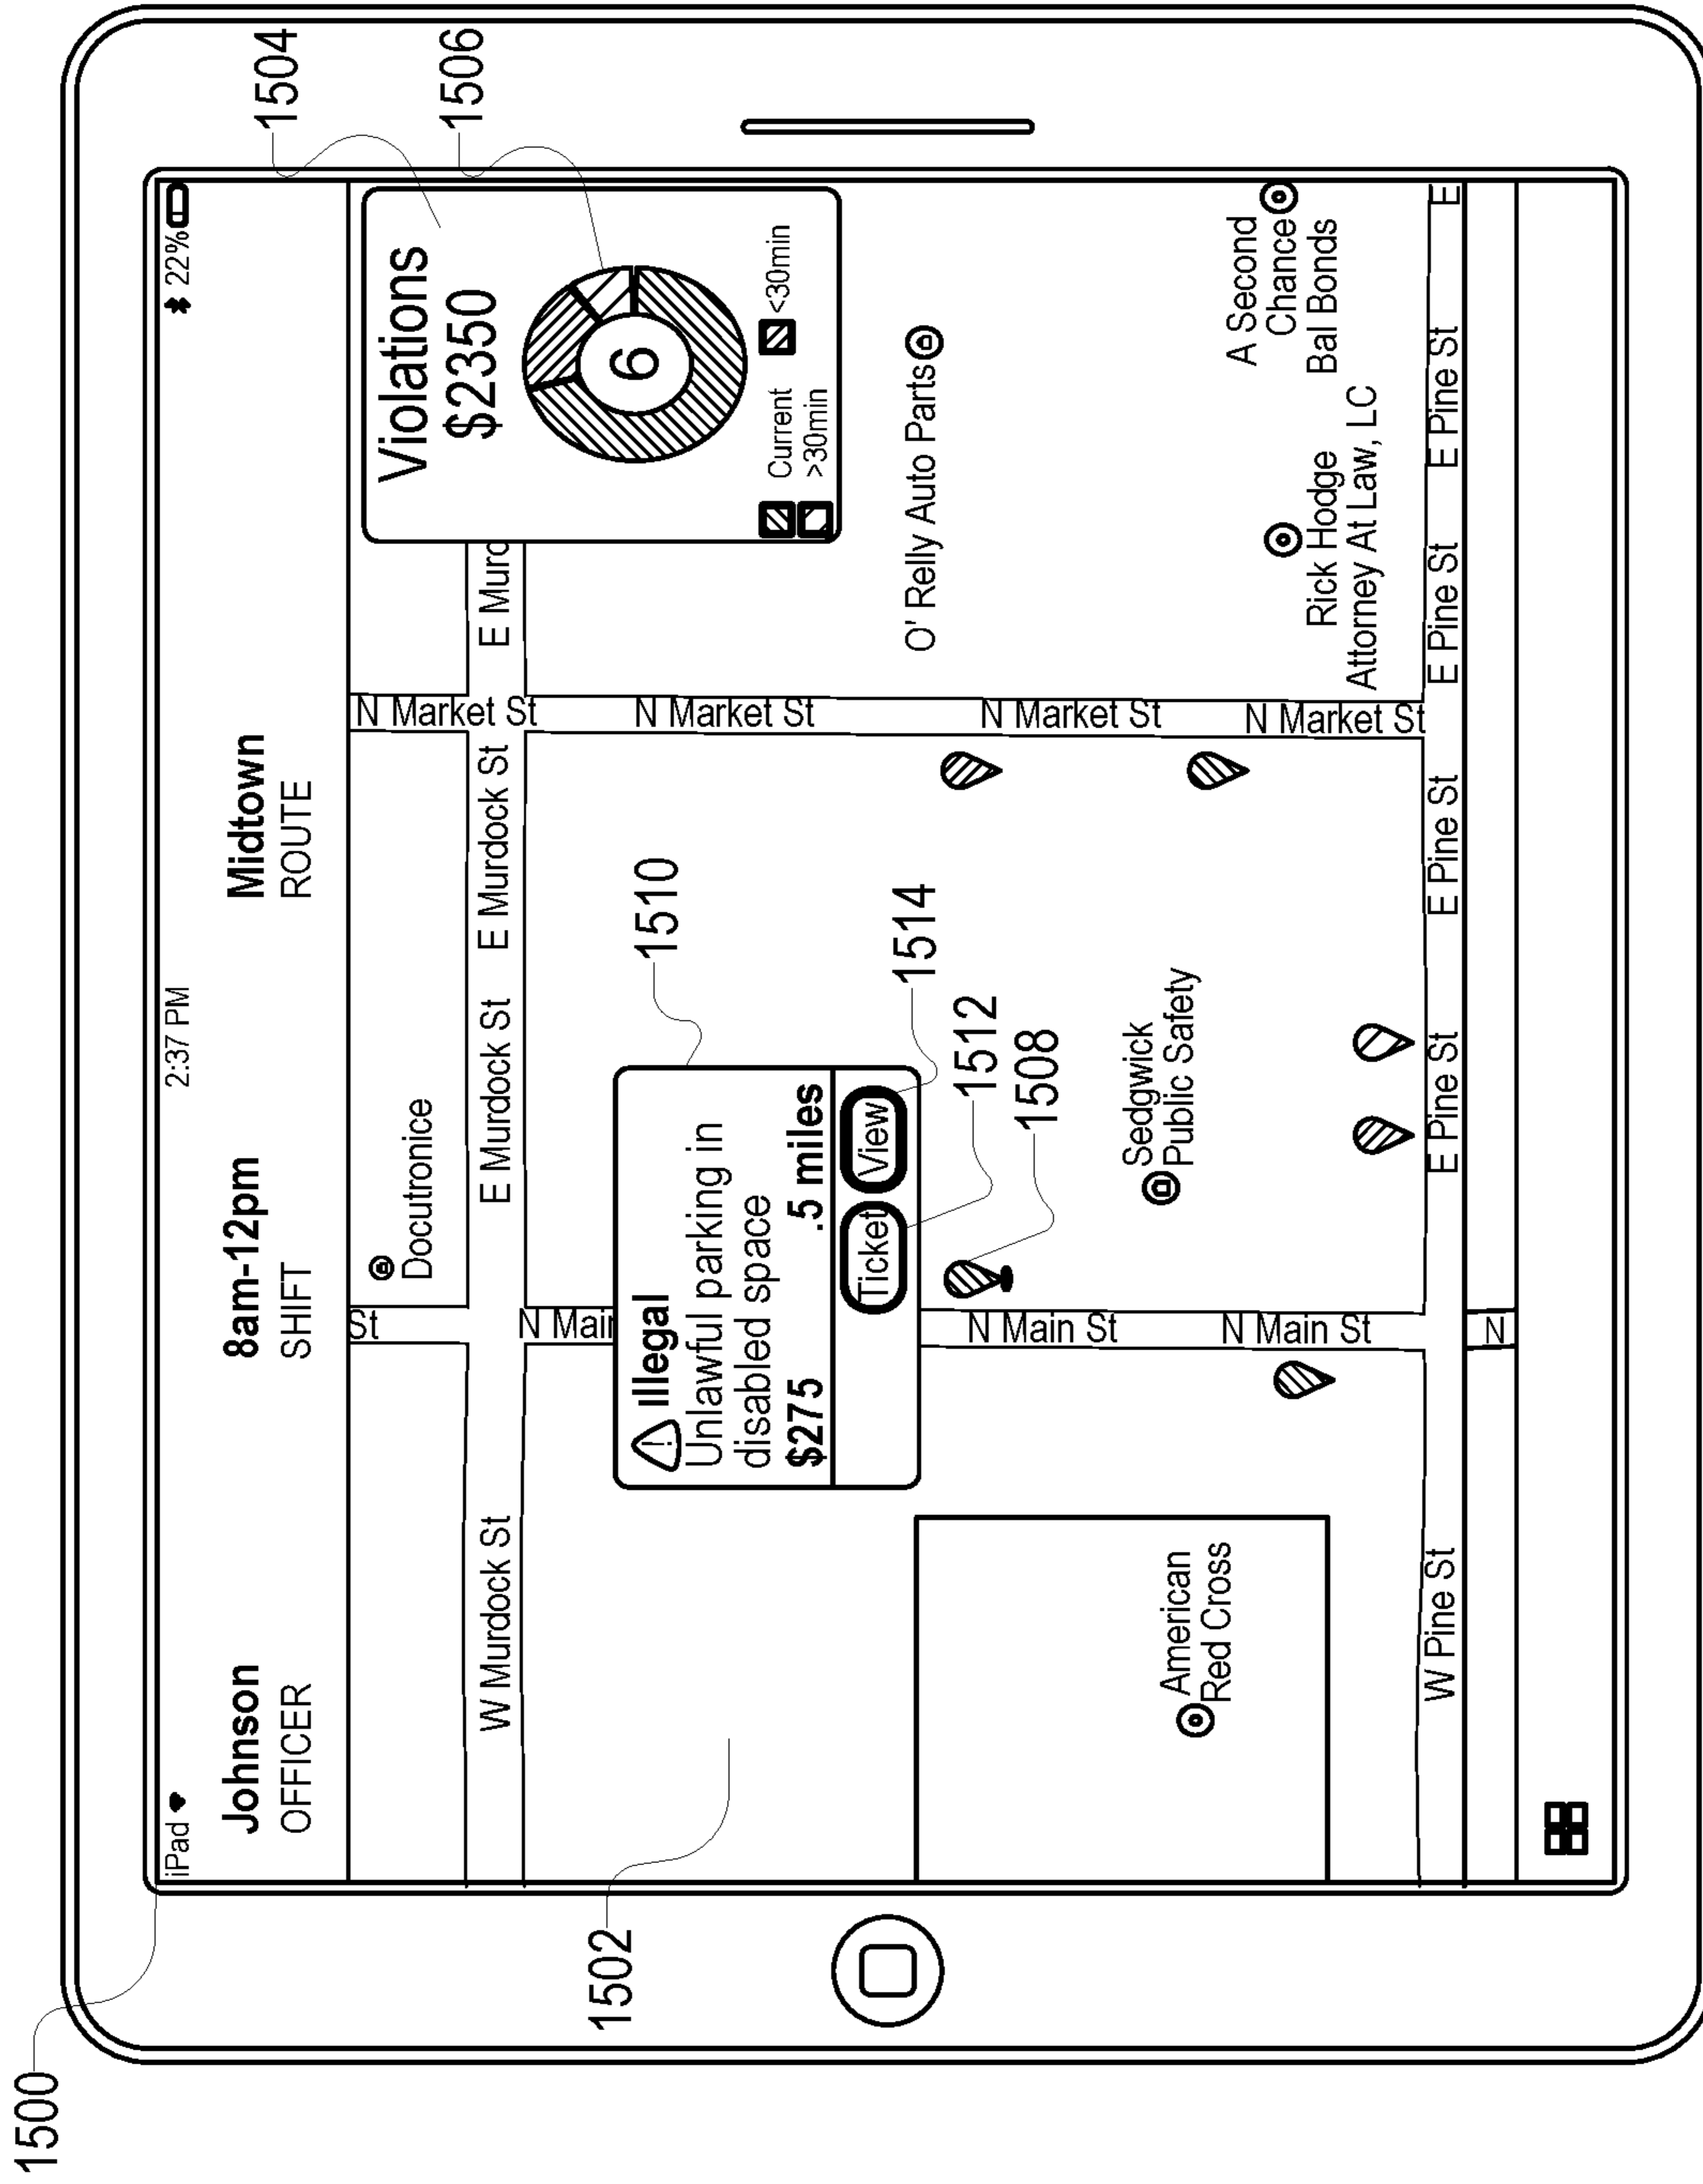 1500
1502
1504
1506
1510
1514
1512
1508
iPad
2:37 PM
22%
Johnson
OFFICER
8am-12pm
SHIFT
Midtown
ROUTE
Violations
$2350
6
Current
<30min
>30min
St
Docutronice
N Market St
W Murdock St
E Murdock St
E Murdock St
E Murdock St
E Murd
N Mair
N Market St
Illegal
Unlawful parking in
disabled space
$275
.5 miles
Ticket
View
O' Relly Auto Parts
N Main St
N Market St
American
Red Cross
Sedgwick
Public Safety
N Main St
N Market St
Rick Hodge
Attorney At Law, LC
A Second
Chance
Bal Bonds
W Pine St
E Pine St
E Pine St
E Pine St
E Pine St
E Pine St
E
N